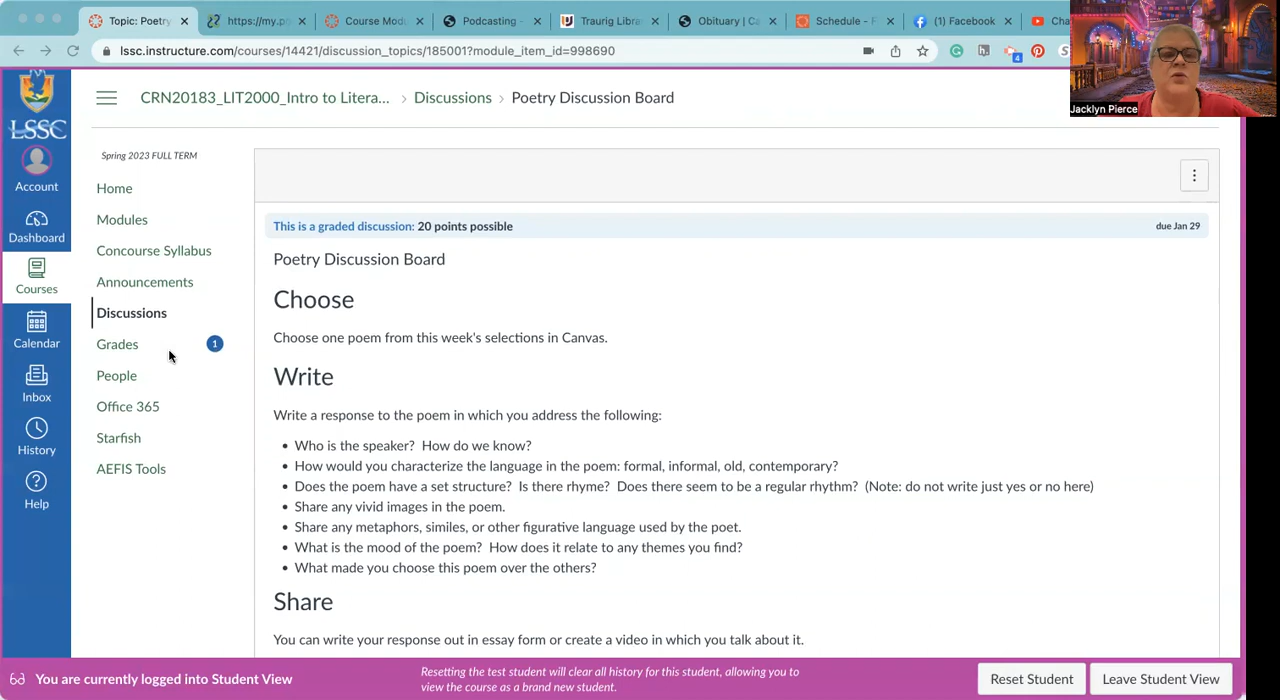 Topic: Poetry
https://my.p
Course Modu
Podcasting -
Traurig Libra
Obituary | Ca
Schedule - F
(1) Facebook
Cha
lssc.instructure.com/courses/14421/discussion_topics/185001?module_item_id=998690
4
Jacklyn Pierce
LSSC
CRN20183_LIT2000_Intro to Litera... › Discussions › Poetry Discussion Board
Account
Dashboard
Courses
Calendar
Inbox
History
Help
Spring 2023 FULL TERM
Home
Modules
Concourse Syllabus
Announcements
Discussions
Grades 1
People
Office 365
Starfish
AEFIS Tools
This is a graded discussion: 20 points possible
due Jan 29
Poetry Discussion Board
Choose
Choose one poem from this week's selections in Canvas.
Write
Write a response to the poem in which you address the following:
• Who is the speaker? How do we know?
• How would you characterize the language in the poem: formal, informal, old, contemporary?
• Does the poem have a set structure? Is there rhyme? Does there seem to be a regular rhythm? (Note: do not write just yes or no here)
• Share any vivid images in the poem.
• Share any metaphors, similes, or other figurative language used by the poet.
• What is the mood of the poem? How does it relate to any themes you find?
• What made you choose this poem over the others?
Share
You can write your response out in essay form or create a video in which you talk about it.
You are currently logged into Student View
Resetting the test student will clear all history for this student, allowing you to
view the course as a brand new student.
Reset Student
Leave Student View